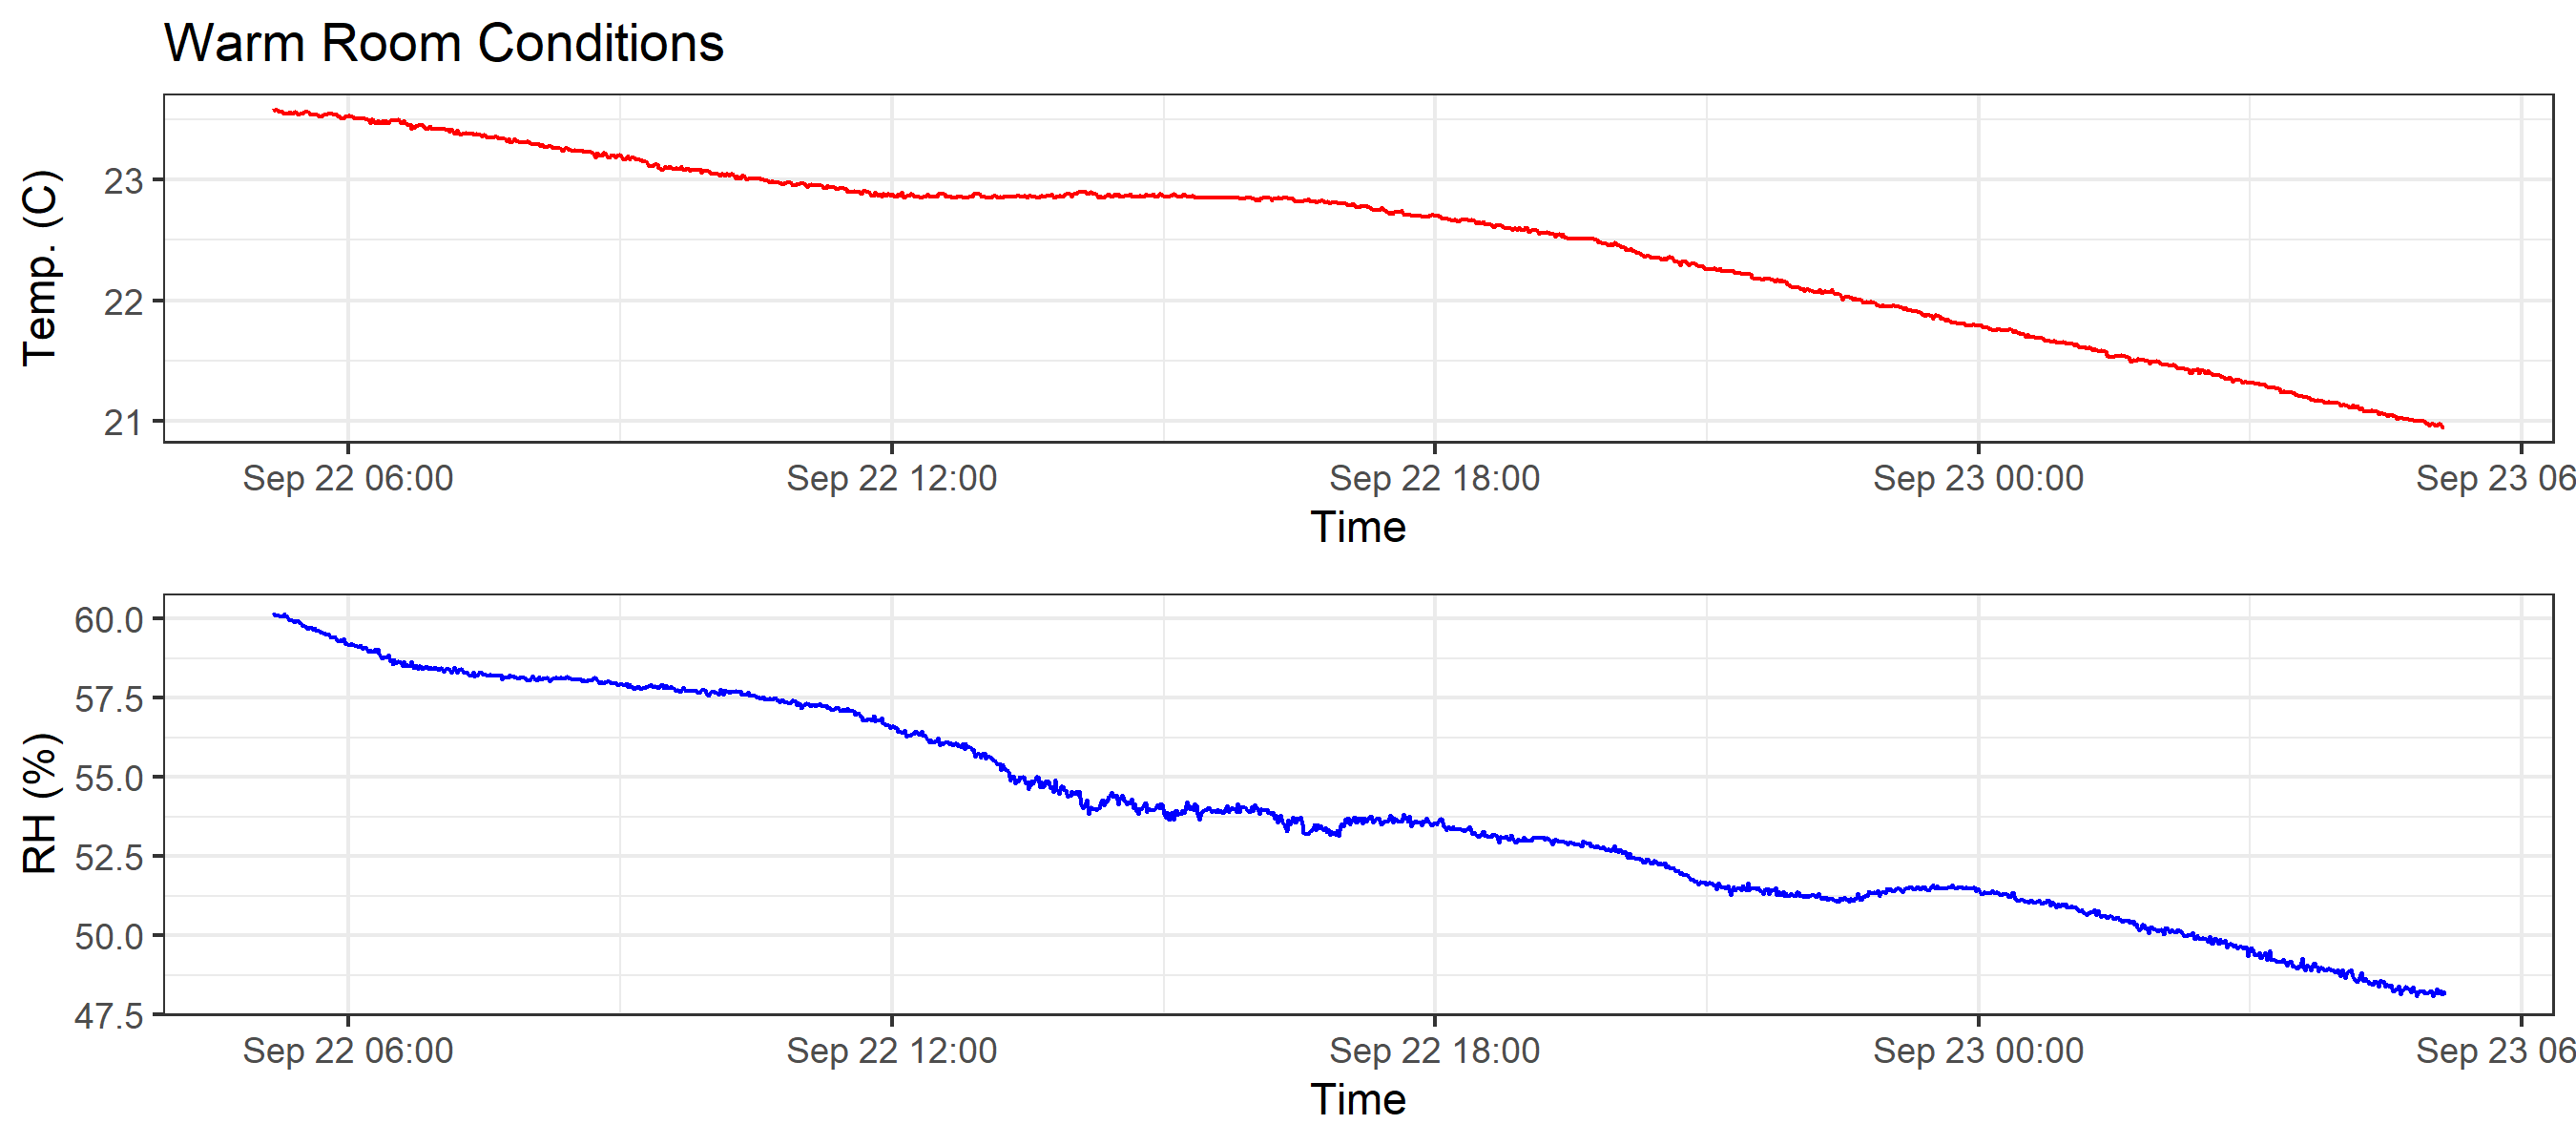 Warm Room Conditions
Temp. (C)
23
22
21
Sep 22 06:00 Sep 22 12:00 Sep 22 18:00 Sep 23 00:00 Sep 23 06
Time
RH (%)
60.0
57.5
55.0
52.5
50.0
47.5
Sep 22 06:00 Sep 22 12:00 Sep 22 18:00 Sep 23 00:00 Sep 23 06
Time